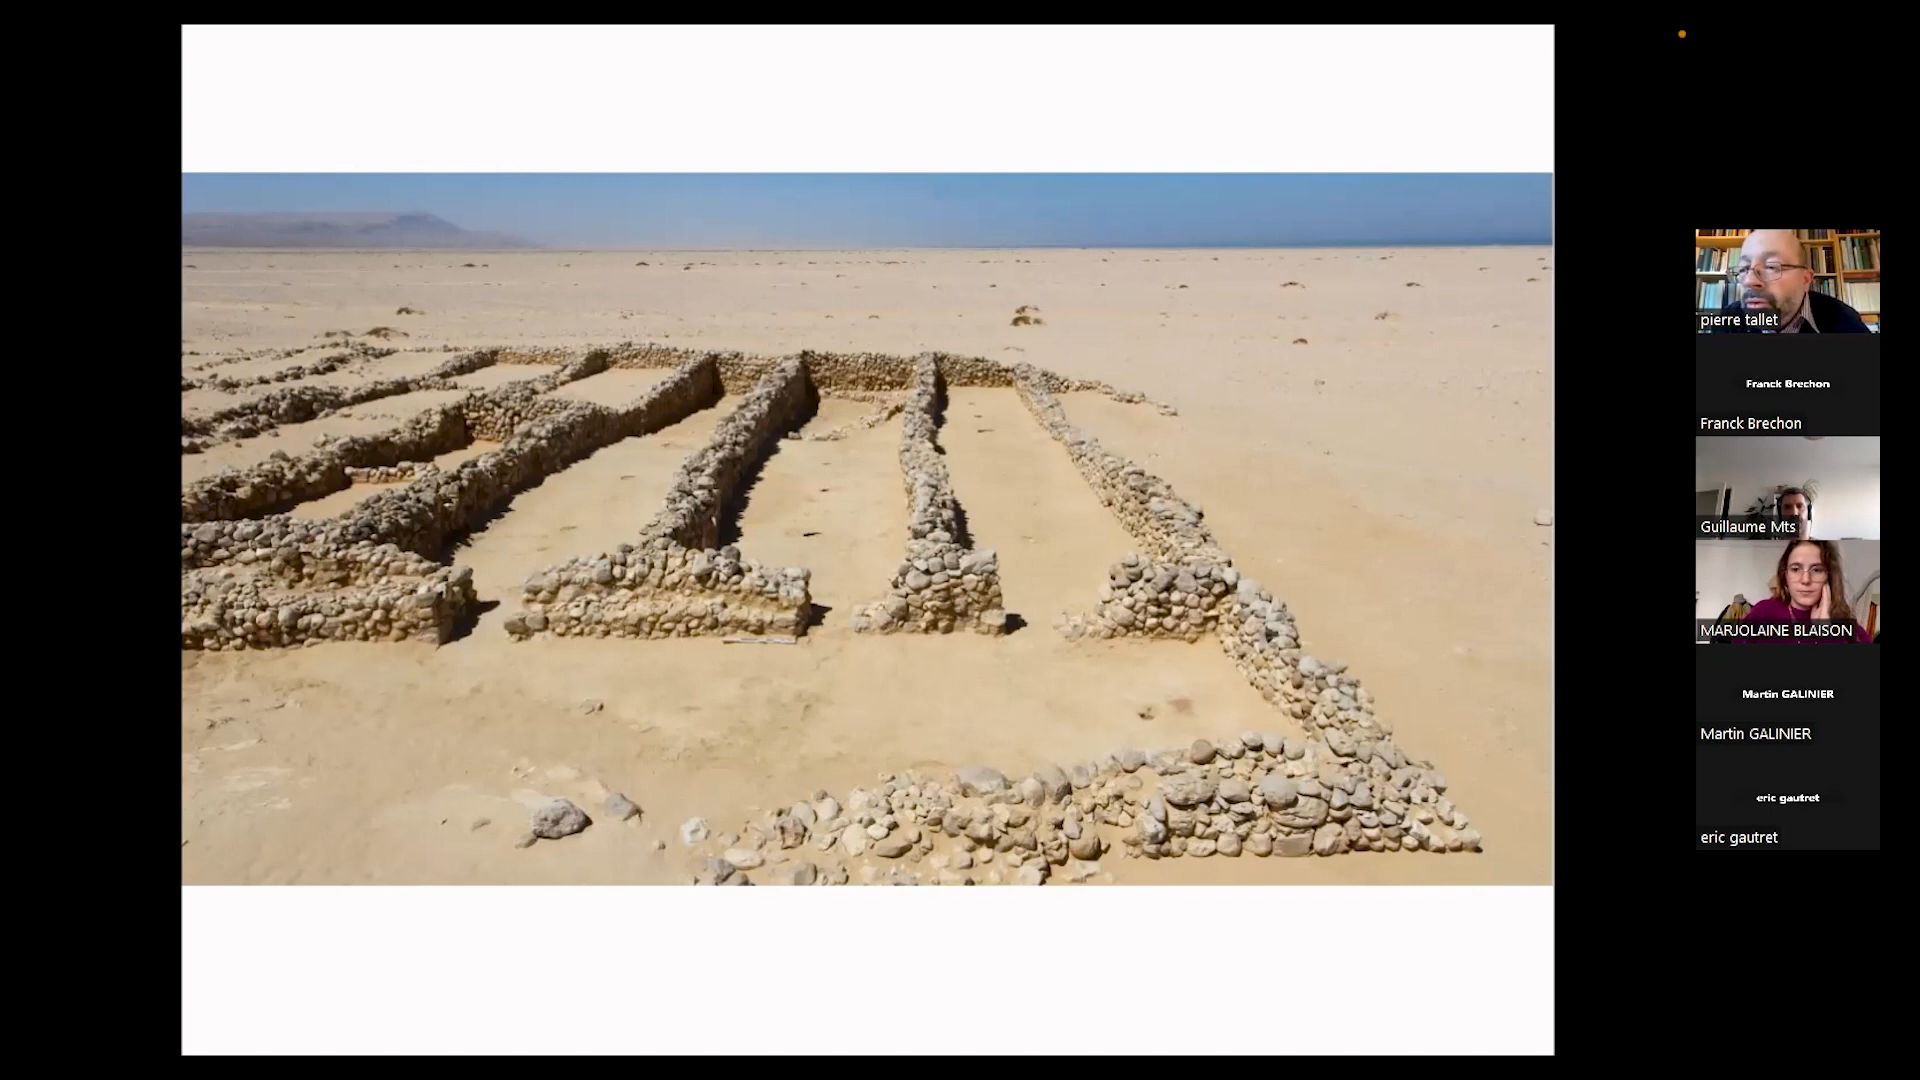 pierre tallet
Franck Brechon
Franck Brechon
Guillaume Mts
MARJOLAINE BLAISON
Martin GALINIER
Martin GALINIER
eric gautret
eric gautret